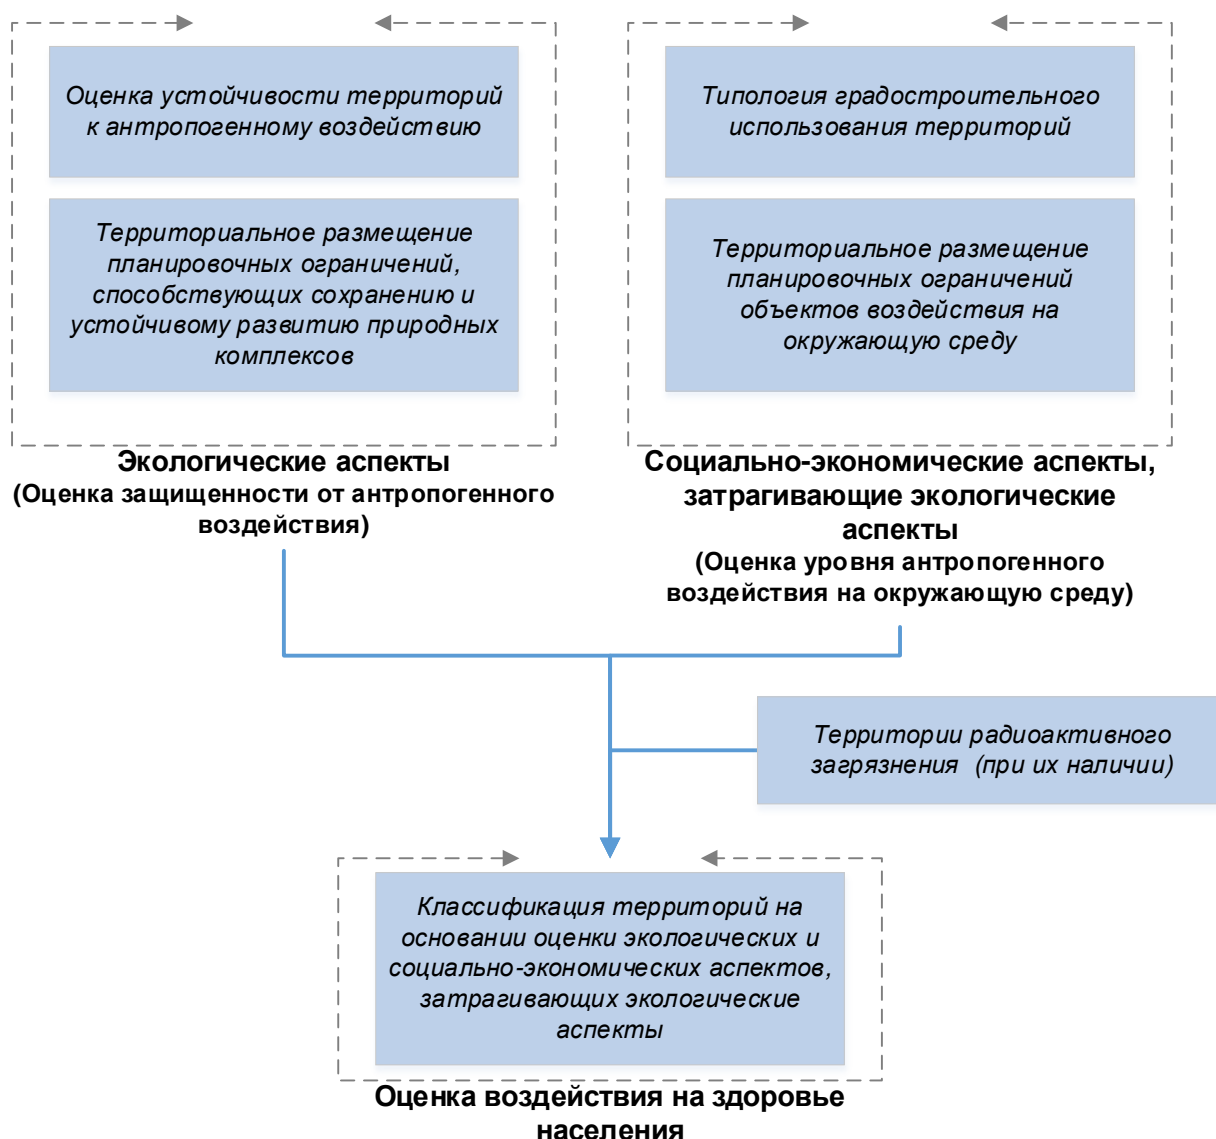 Оценка устойчивости территорий
к антропогенному воздействию
Территориальное размещение
планировочных ограничений,
способствующих сохранению и
устойчивому развитию природных
комплексов
Экологические аспекты
(Оценка защищенности от антропогенного
воздействия)
Типология градостроительного
использования территорий
Территориальное размещение
планировочных ограничений
объектов воздействия на
окружающую среду
Социально-экономические аспекты,
затрагивающие экологические
аспекты
(Оценка уровня антропогенного
воздействия на окружающую среду)
Территории радиоактивного
загрязнения (при их наличии)
Классификация территорий на
основании оценки экологических и
социально-экономических аспектов,
затрагивающих экологические
аспекты
Оценка воздействия на здоровье
населения